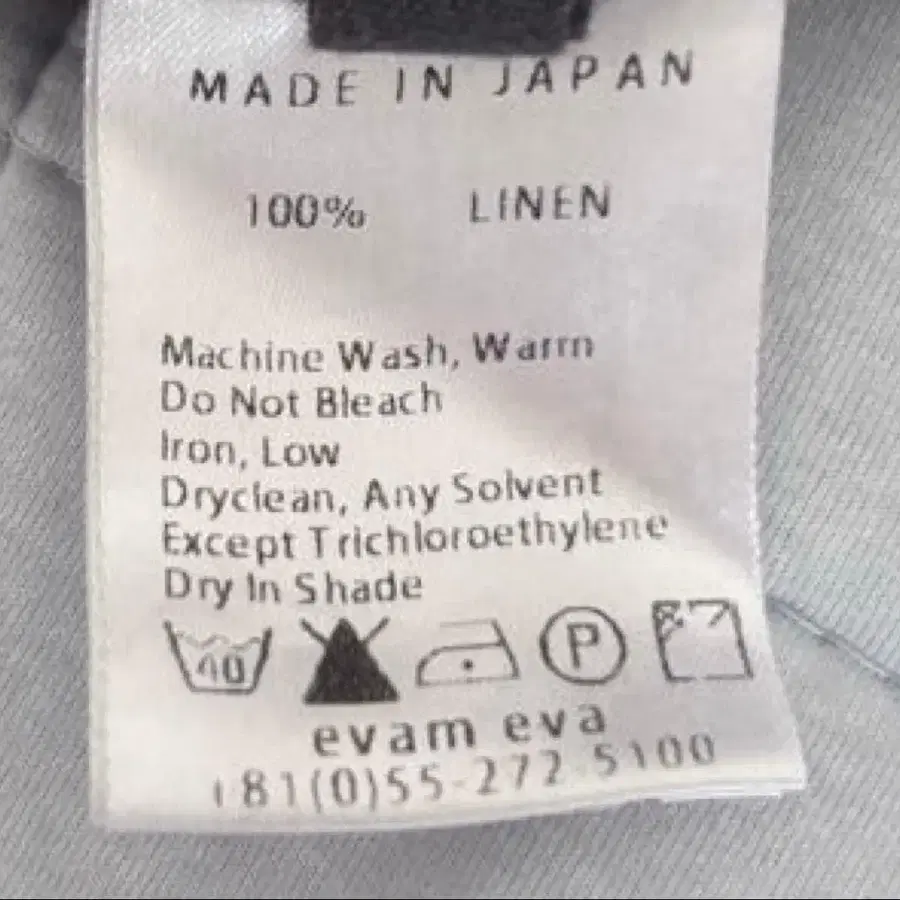 MADE IN JAPAN
100% LINEN
Machine Wash, Warm
Do Not Bleach
Iron, Low
Dryclean, Any Solvent
Except Trichloroethylene
Dry In Shade
40 P
evam eva
+81(0)55-272-5100